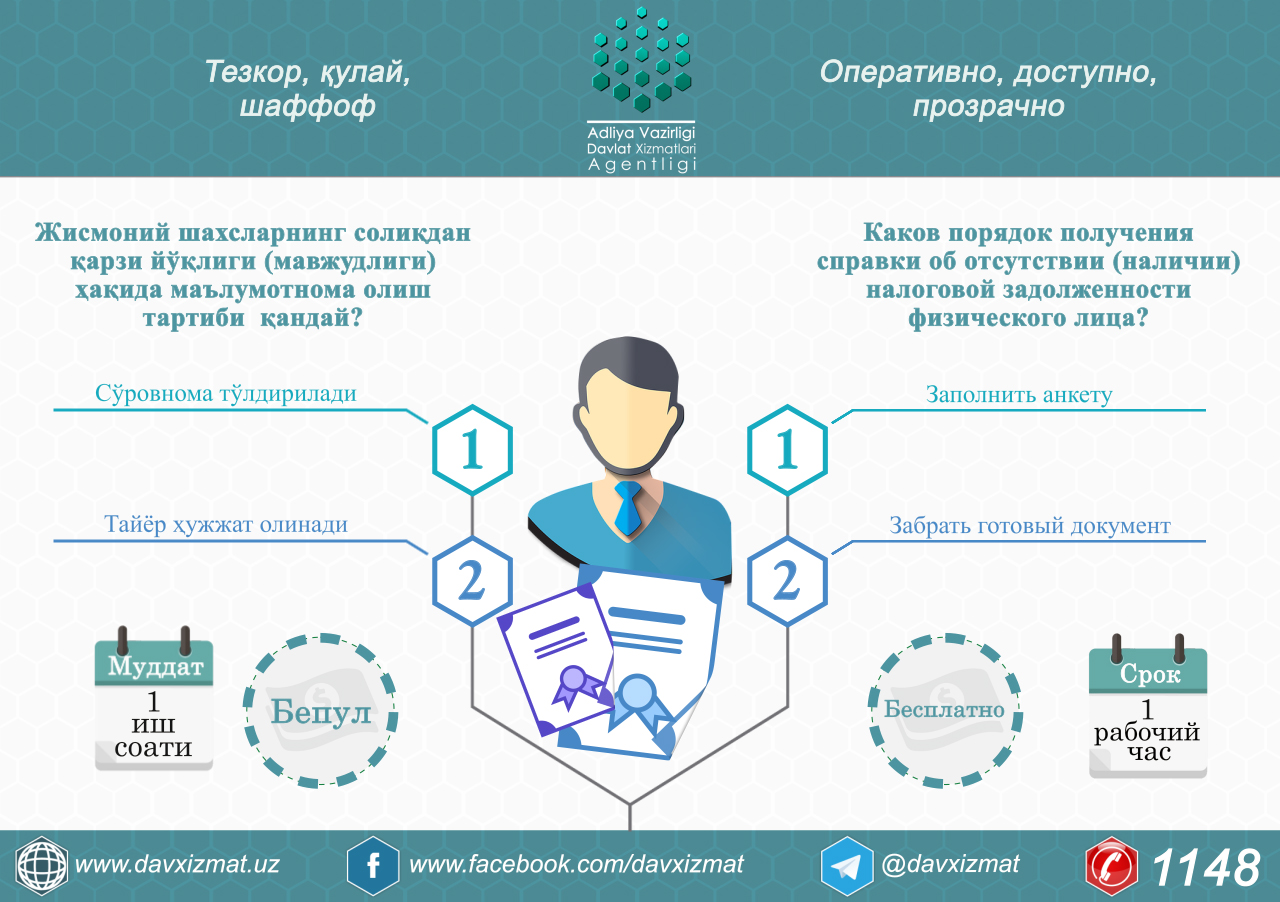 Тезкор, қулай,
шаффоф
Adliya Vazirligi
Davlat Xizmatlari
Agentligi
Оперативно, доступно,
прозрачно
Жисмоний шахсларнинг солиқдан
қарзи йўқлиги (мавжудлиги)
ҳақида маълумотнома олиш
тартиби қандай?
Сўровнома тўлдирилади
1
Тайёр ҳужжат олинади
2
Муддат
1
иш
соати
Бепул
Каков порядок получения
справки об отсутствии (наличии)
налоговой задолженности
физического лица?
Заполнить анкету
1
Забрать готовый документ
2
Бесплатно
Срок
1
рабочий
час
www.davxizmat.uz
www.facebook.com/davxizmat
@davxizmat
1148